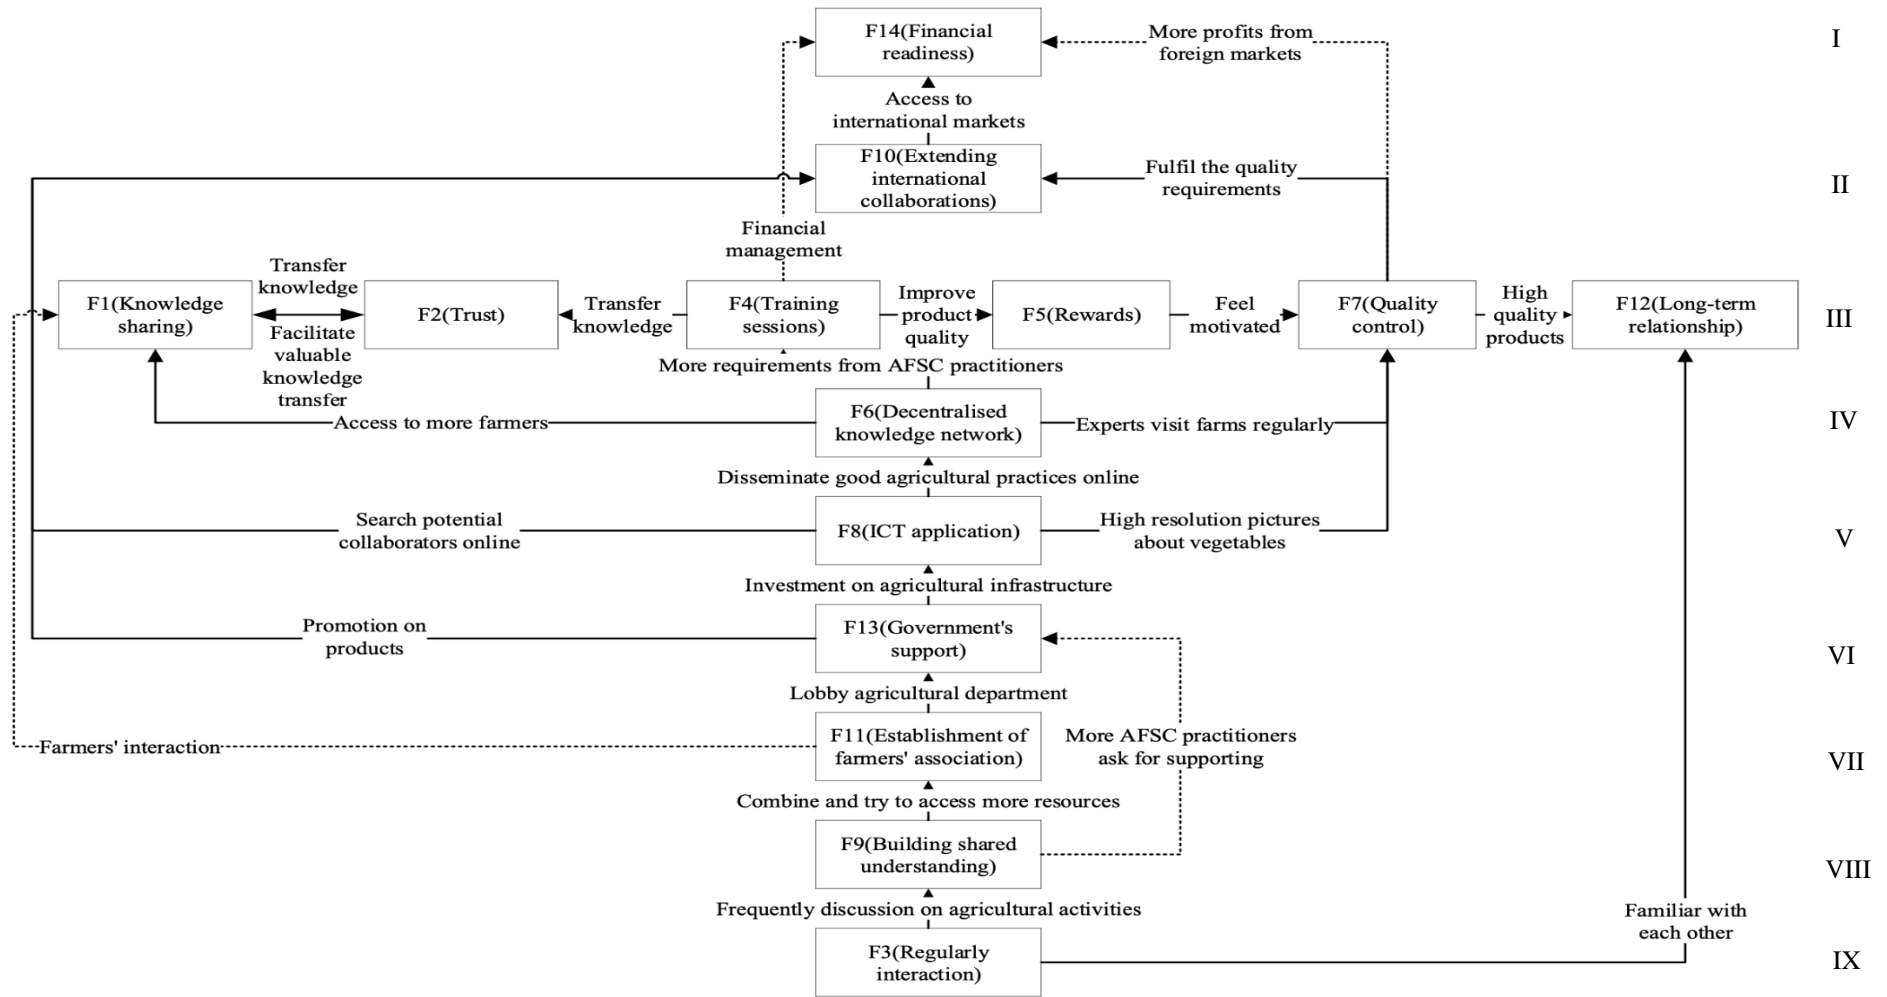 F14(Financial
readiness)
More profits from
foreign markets
I
Access to
international markets
F10(Extending
international
collaborations)
Fulfil the quality
requirements
II
Financial
management
F1(Knowledge
sharing)
Transfer
knowledge
Facilitate
valuable
knowledge
transfer
F2(Trust)
Transfer
knowledge
F4(Training
sessions)
Improve
product
quality
F5(Rewards)
Feel
motivated
F7(Quality
control)
High
quality
products
F12(Long-term
relationship)
III
More requirements from AFSC practitioners
Access to more farmers
F6(Decentralised
knowledge network)
Experts visit farms regularly
IV
Disseminate good agricultural practices online
Search potential
collaborators online
F8(ICT application)
High resolution pictures
about vegetables
V
Investment on agricultural infrastructure
Promotion on
products
F13(Government's
support)
VI
Lobby agricultural department
Farmers' interaction
F11(Establishment of
farmers' association)
More AFSC practitioners
ask for supporting
VII
Combine and try to access more resources
F9(Building shared
understanding)
VIII
Frequently discussion on agricultural activities
Familiar with
each other
F3(Regularly
interaction)
IX